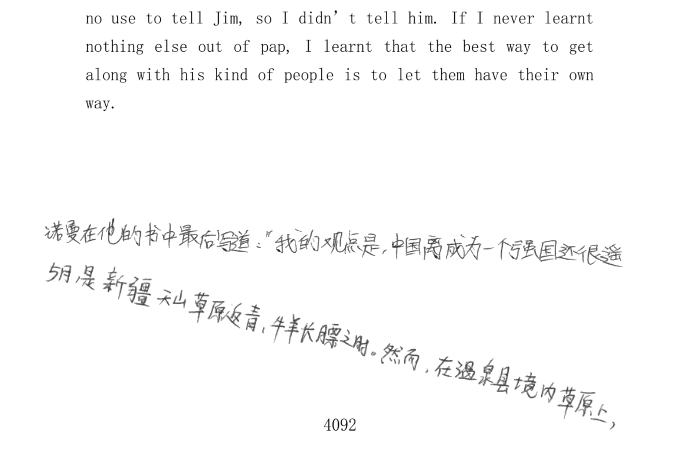 no use to tell Jim, so I didn’t tell him. If I never learnt
nothing else out of pap, I learnt that the best way to get
along with his kind of people is to let them have their own
way.
诺曼在他的书中最后写道：“我的观点是，中国离成为一个强国还很遥
5月，是新疆天山草原返青，牛羊长膘之时。然而，在温泉县境内草原上，
4092